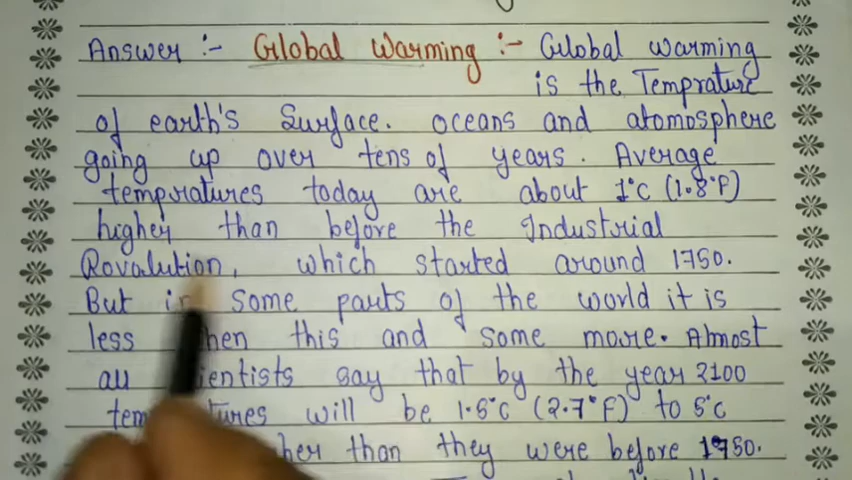 Answer :- Global Warming :- Global warming
is the Temprature
of earth's Surface. oceans and atomosphere
going up over tens of years. Average
tempratures today are about 1°C (1.8°F)
higher than before the Industrial
Rovalution, which started around 1750.
But in some parts of the world it is
less then this and some more. Almost
all scientists say that by the year 2100
tempratures will be 1.5°C (2.7°F) to 5°C
than they were before 1750.